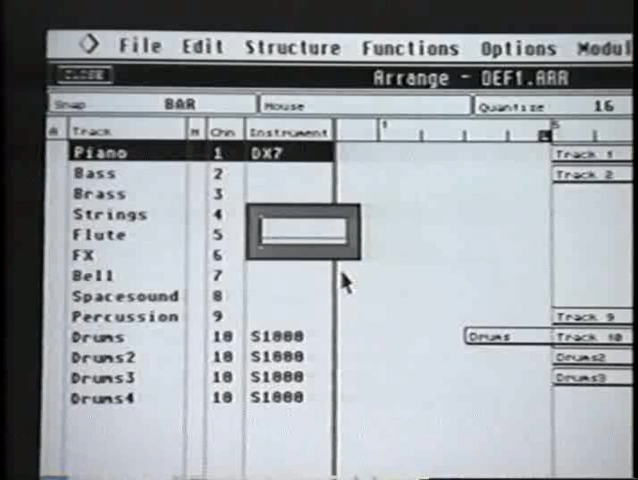 File Edit Structure Functions Options Modul
CLOSE Arrange - DEF1.ARR
Snap BAR Mouse Quantize 16
A Track M Chn Instrument 1 5
Piano 1 DX7 Track 1
Bass 2 Track 2
Brass 3
Strings 4
Flute 5
FX 6
Bell 7
Spacesound 8
Percussion 9 Track 9
Drums 10 S1000 Drums Track 10
Drums2 10 S1000 Drums2
Drums3 10 S1000 Drums3
Drums4 10 S1000